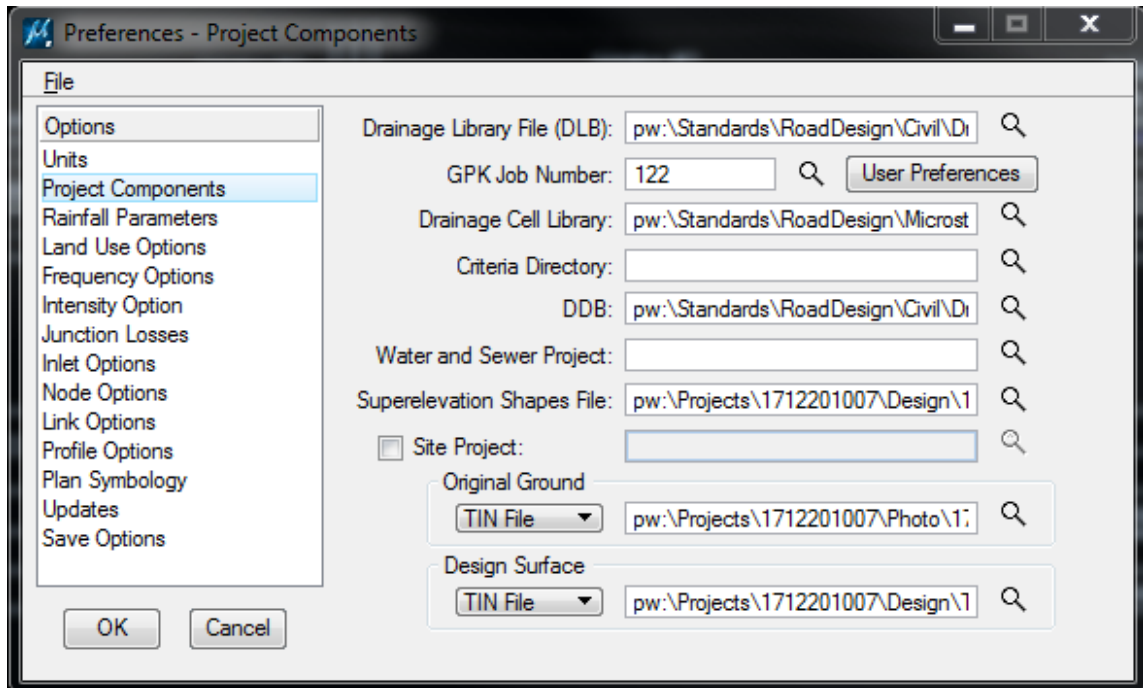 Preferences - Project Components
File
Options
Units
Project Components
Rainfall Parameters
Land Use Options
Frequency Options
Intensity Option
Junction Losses
Inlet Options
Node Options
Link Options
Profile Options
Plan Symbology
Updates
Save Options
OK Cancel
Drainage Library File (DLB): pw:\Standards\RoadDesign\Civil\Dr
GPK Job Number: 122 User Preferences
Drainage Cell Library: pw:\Standards\RoadDesign\Microst
Criteria Directory:
DDB: pw:\Standards\RoadDesign\Civil\Dr
Water and Sewer Project:
Superelevation Shapes File: pw:\Projects\1712201007\Design\1
Site Project:
Original Ground
TIN File pw:\Projects\1712201007\Photo\17
Design Surface
TIN File pw:\Projects\1712201007\Design\T